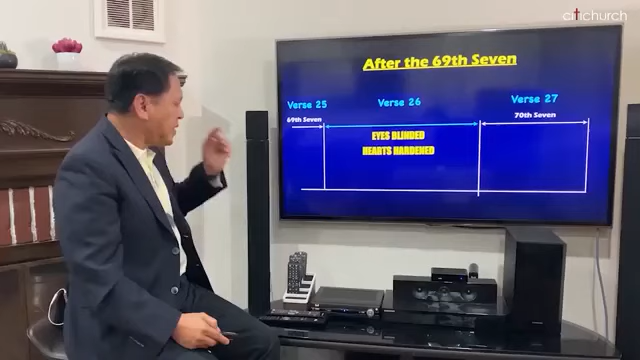 citichurch
After the 69th Seven
Verse 25
Verse 26
Verse 27
69th Seven
70th Seven
EYES BLINDED
HEARTS HARDENED